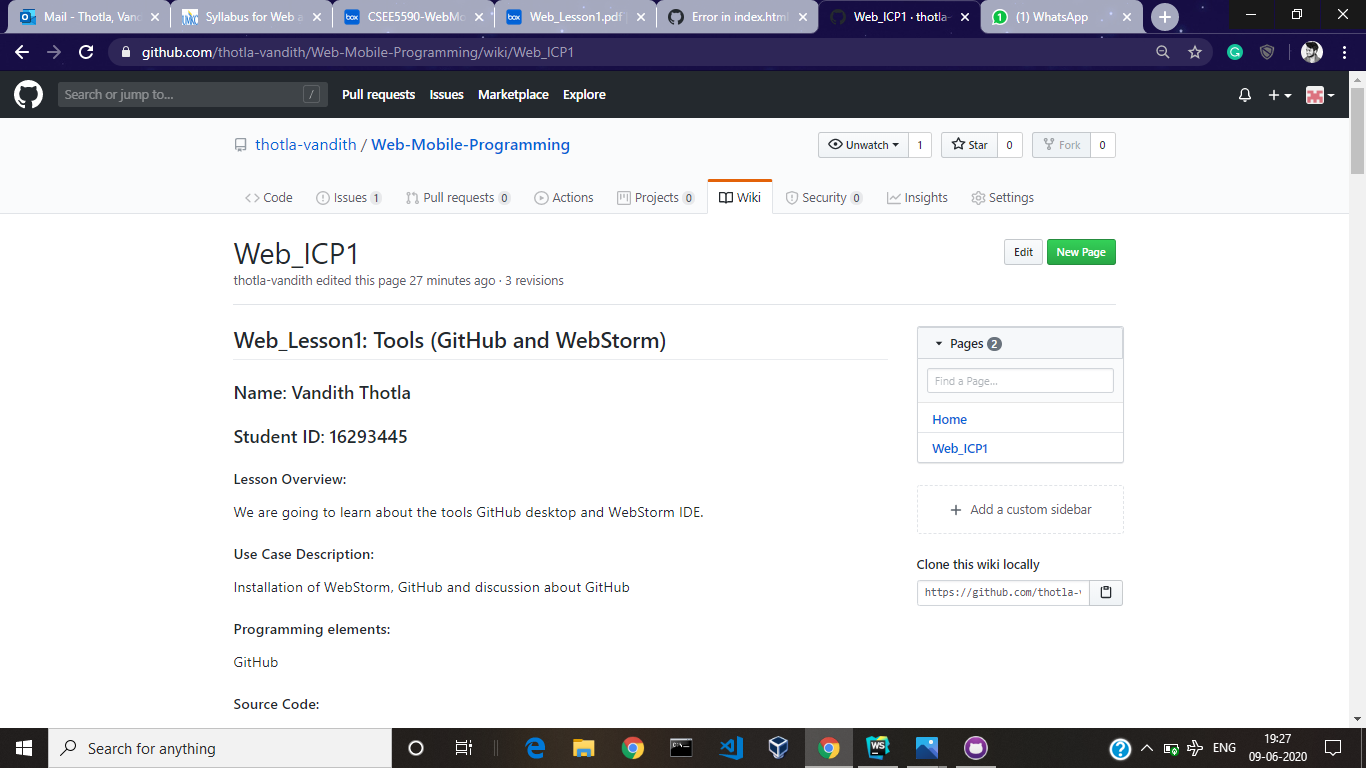 Mail - Thotla, Vanc
Syllabus for Web a
CSEE5590-WebMo
Web_Lesson1.pdf
Error in index.html
Web_ICP1 · thotla-
(1) WhatsApp
github.com/thotla-vandith/Web-Mobile-Programming/wiki/Web_ICP1
Search or jump to... /
Pull requests Issues Marketplace Explore
thotla-vandith / Web-Mobile-Programming
Unwatch 1 Star 0 Fork 0
Code Issues 1 Pull requests 0 Actions Projects 0 Wiki Security 0 Insights Settings
Web_ICP1
Edit New Page
thotla-vandith edited this page 27 minutes ago · 3 revisions
Web_Lesson1: Tools (GitHub and WebStorm)
Name: Vandith Thotla
Student ID: 16293445
Lesson Overview:
We are going to learn about the tools GitHub desktop and WebStorm IDE.
Use Case Description:
Installation of WebStorm, GitHub and discussion about GitHub
Programming elements:
GitHub
Source Code:
Pages 2
Find a Page...
Home
Web_ICP1
+ Add a custom sidebar
Clone this wiki locally
https://github.com/thotla-v
Search for anything
WS
ENG
19:27
09-06-2020